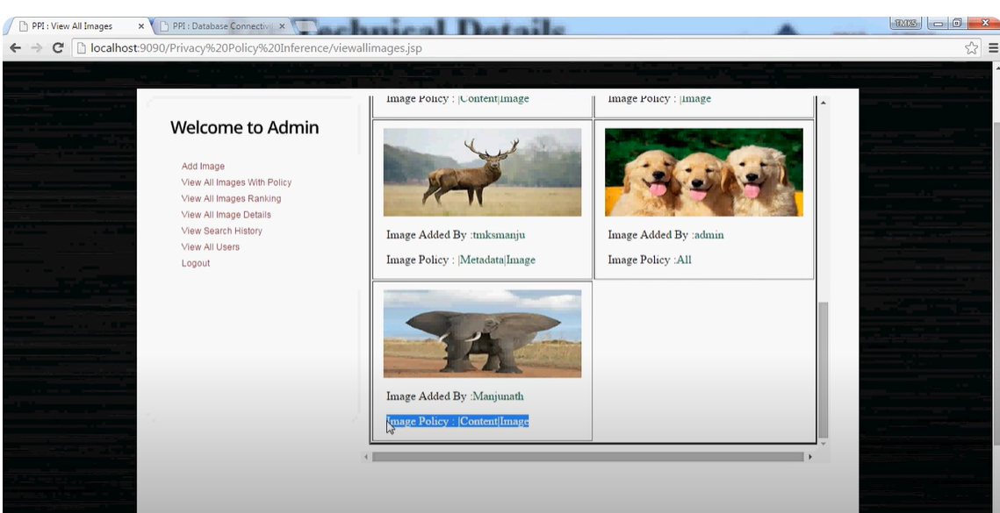 Technical Details
PPI : View All Images
PPI : Database Connectivi
TMKS
localhost:9090/Privacy%20Policy%20Inference/viewallimages.jsp
Welcome to Admin
Add Image
View All Images With Policy
View All Images Ranking
View All Image Details
View Search History
View All Users
Logout
Image Policy : |Content|Image
Image Policy : |Image
Image Added By :tmksmanju
Image Policy : |Metadata|Image
Image Added By :admin
Image Policy :All
Image Added By :Manjunath
Image Policy : |Content|Image